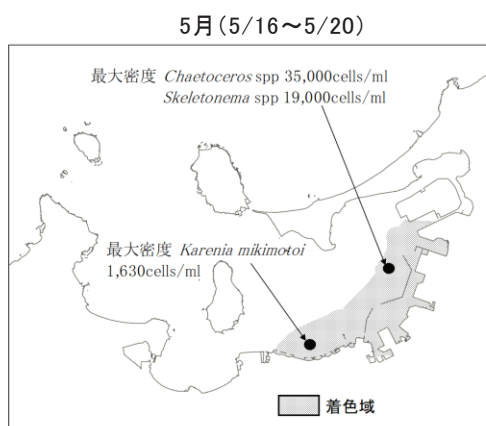 5月(5/16～5/20)
最大密度 Chaetoceros spp 35,000cells/ml
Skeletonema spp 19,000cells/ml
最大密度 Karenia mikimotoi
1,630cells/ml
着色域